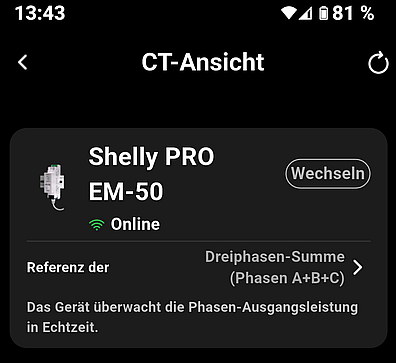 13:43 81 %
CT-Ansicht
Shelly PRO
EM-50
Wechseln
Online
Referenz der
Dreiphasen-Summe
(Phasen A+B+C)
Das Gerät überwacht die Phasen-Ausgangsleistung
in Echtzeit.